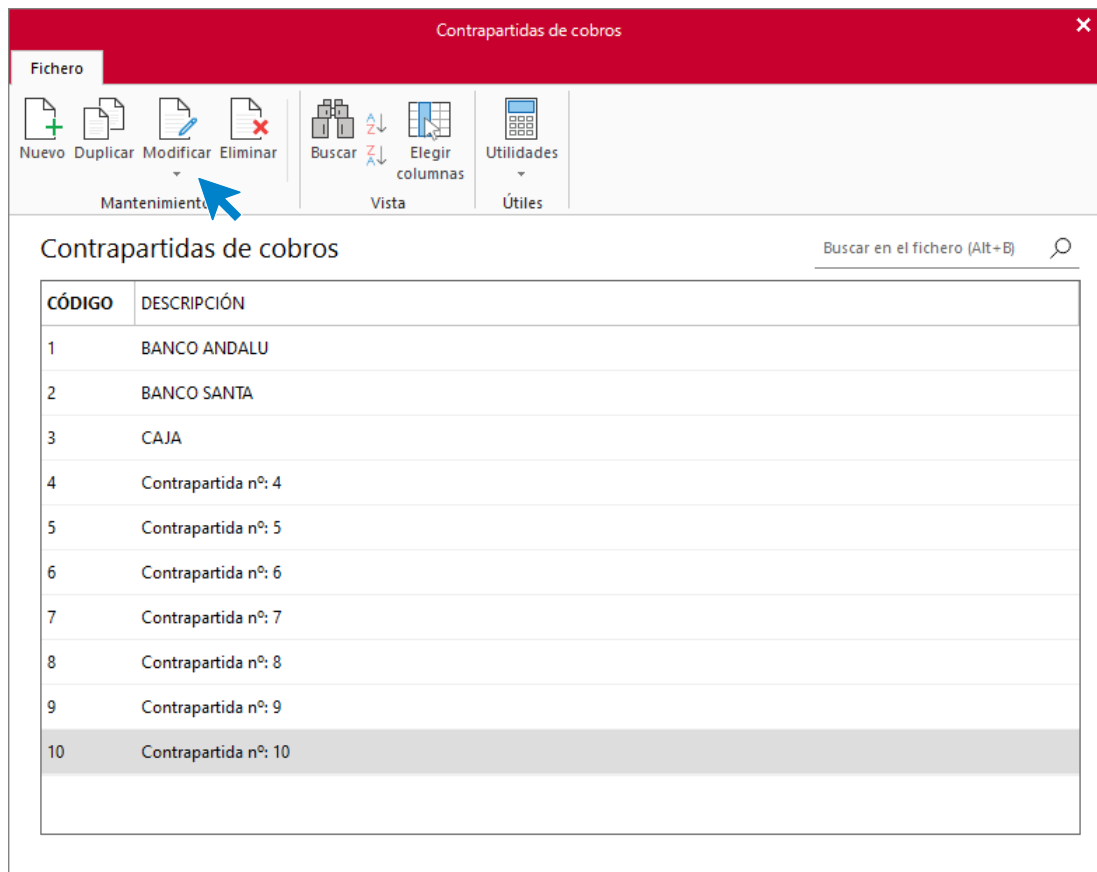 Contrapartidas de cobros
Fichero
Nuevo Duplicar Modificar Eliminar Buscar Elegir columnas Utilidades
Mantenimiento Vista Útiles
Contrapartidas de cobros
Buscar en el fichero (Alt+B)
CÓDIGO DESCRIPCIÓN
1 BANCO ANDALU
2 BANCO SANTA
3 CAJA
4 Contrapartida nº: 4
5 Contrapartida nº: 5
6 Contrapartida nº: 6
7 Contrapartida nº: 7
8 Contrapartida nº: 8
9 Contrapartida nº: 9
10 Contrapartida nº: 10